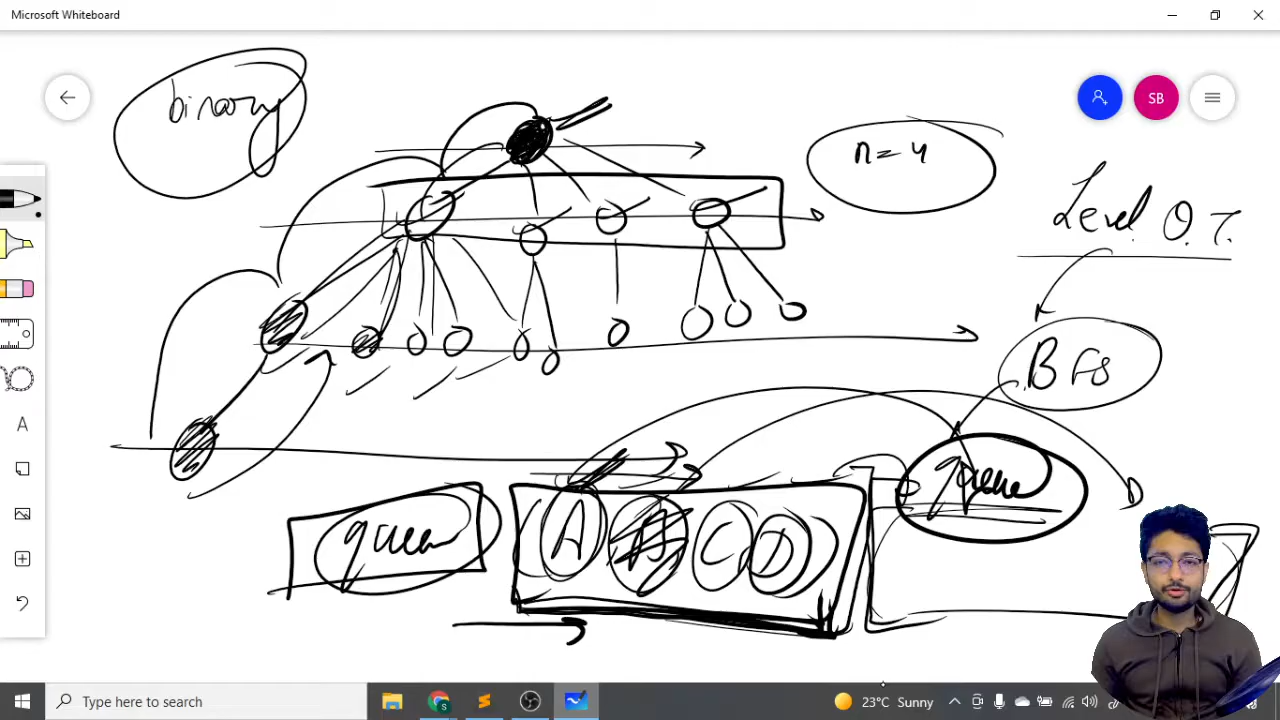 Microsoft Whiteboard
binary
n = 4
SB
Level O.T.
BFS
queue
queue
A B C D
A
Type here to search
23°C Sunny